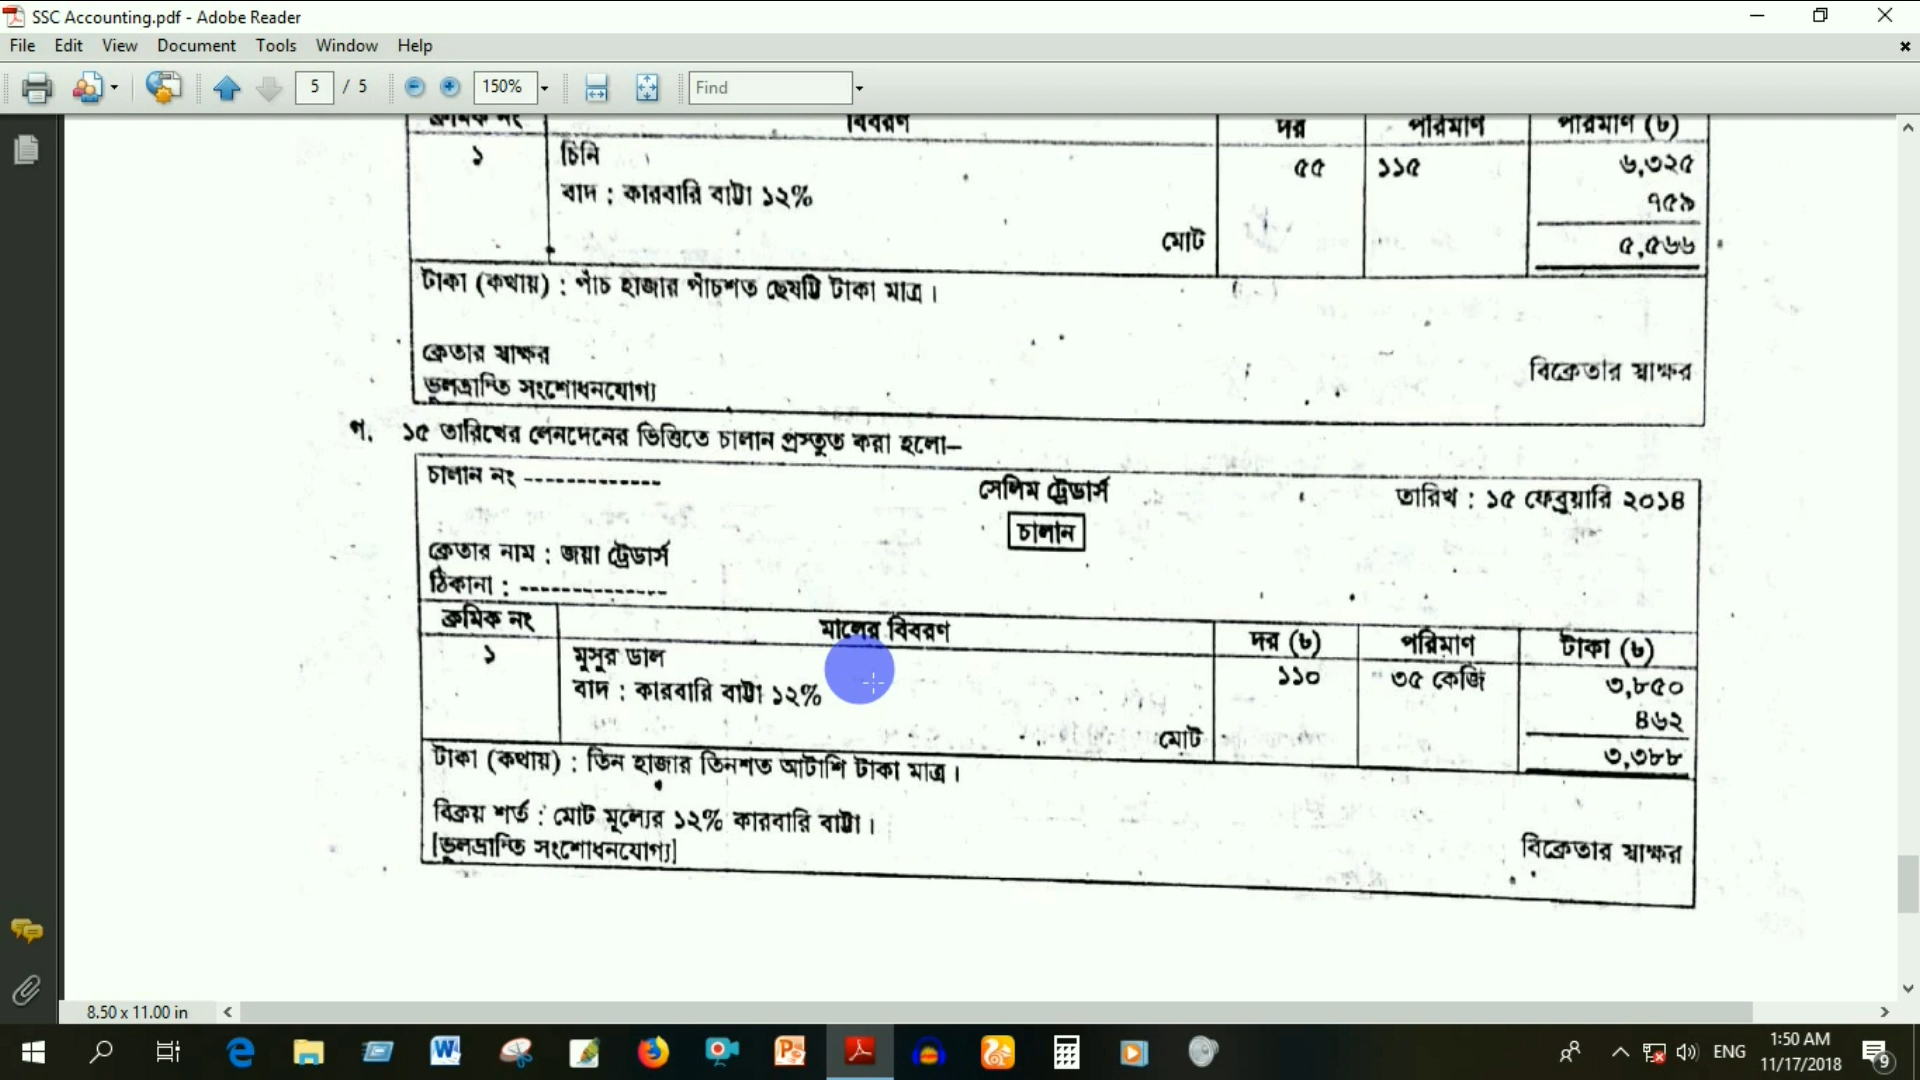 SSC Accounting.pdf - Adobe Reader
File Edit View Document Tools Window Help
5 / 5 150% Find
ক্রমিক নং বিবরণ দর পরিমাণ পরিমাণ (৳)
১ চিনি ৫৫ ১১৫ ৬,৩২৫
বাদ : কারবারি বাট্টা ১২% ৭৫৯
মোট ৫,৫৬৬
টাকা (কথায়) : পাঁচ হাজার পাঁচশত ছেষট্টি টাকা মাত্র।
ক্রেতার স্বাক্ষর বিক্রেতার স্বাক্ষর
ভুলভ্রান্তি সংশোধনযোগ্য
গ. ১৫ তারিখের লেনদেনের ভিত্তিতে চালান প্রস্তুত করা হলো–
চালান নং ------------- সেলিম ট্রেডার্স তারিখ : ১৫ ফেব্রুয়ারি ২০১৪
চালান
ক্রেতার নাম : জয়া ট্রেডার্স
ঠিকানা : --------------
ক্রমিক নং মালের বিবরণ দর (৳) পরিমাণ টাকা (৳)
১ মুসুর ডাল ১১০ ৩৫ কেজি ৩,৮৫০
বাদ : কারবারি বাট্টা ১২% ৪৬২
মোট ৩,৩৮৮
টাকা (কথায়) : তিন হাজার তিনশত আটাশি টাকা মাত্র।
বিক্রয় শর্ত : মোট মূল্যের ১২% কারবারি বাট্টা।
[ভুলভ্রান্তি সংশোধনযোগ্য] বিক্রেতার স্বাক্ষর
8.50 x 11.00 in
ENG 1:50 AM
11/17/2018 9